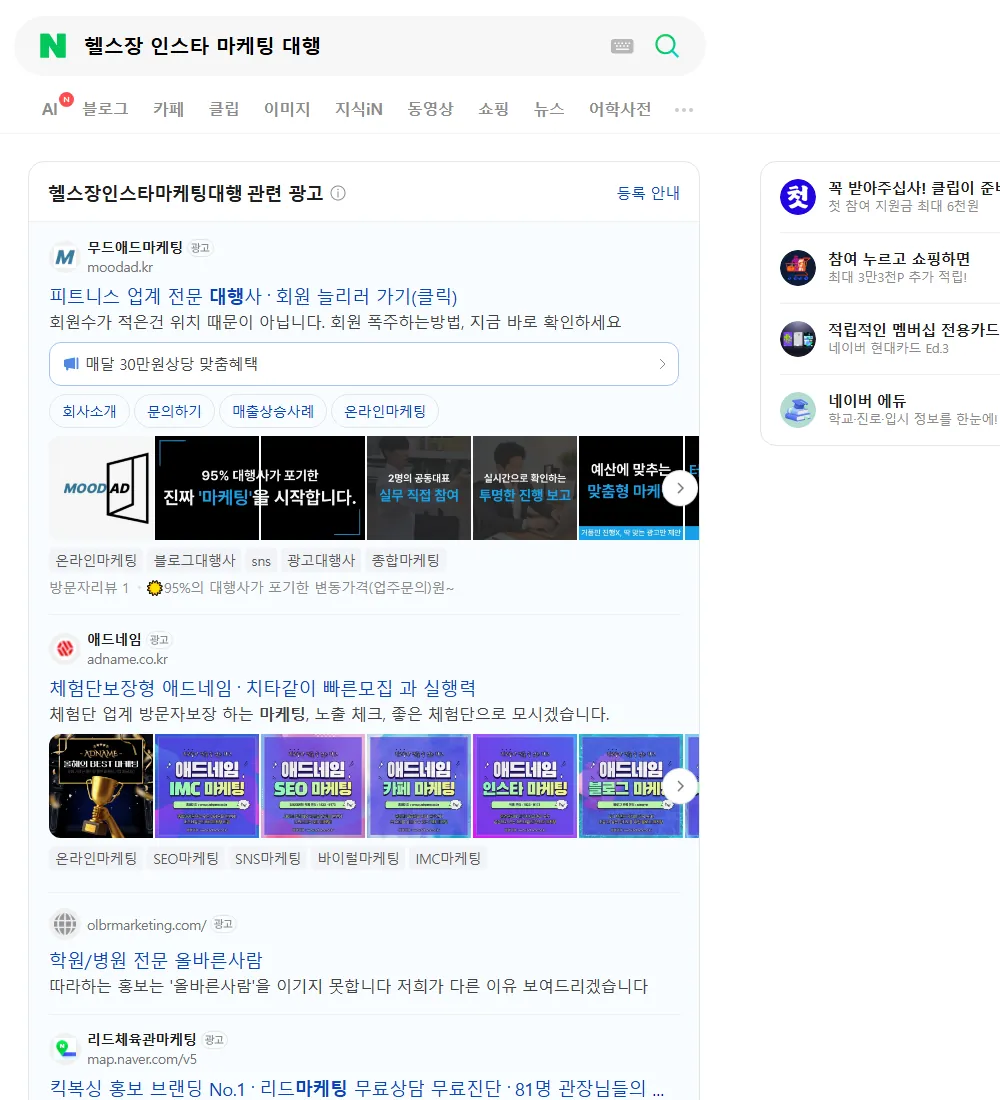 N 헬스장 인스타 마케팅 대행
AI N 블로그 카페 클립 이미지 지식iN 동영상 쇼핑 뉴스 어학사전 ...
헬스장인스타마케팅대행 관련 광고
등록 안내
M 무드애드마케팅 광고
moodad.kr
피트니스 업계 전문 대행사 · 회원 늘리러 가기(클릭)
회원수가 적은건 위치 때문이 아닙니다. 회원 폭주하는방법, 지금 바로 확인하세요
매달 30만원상당 맞춤혜택
회사소개 문의하기 매출상승사례 온라인마케팅
MOOD AD
95% 대행사가 포기한
진짜 '마케팅'을 시작합니다.
2명의 공동대표
실무 직접 참여
실시간으로 확인하는
투명한 진행 보고
예산에 맞추는
맞춤형 마케
온라인마케팅 블로그대행사 sns 광고대행사 종합마케팅
방문자리뷰 1 · 95%의 대행사가 포기한 변동가격(업주문의)원~
애드네임 광고
adname.co.kr
체험단보장형 애드네임 · 치타같이 빠른모집 과 실행력
체험단 업계 방문자보장 하는 마케팅, 노출 체크, 좋은 체험단으로 모시겠습니다.
ADNAME
올해의 BEST 마케팅
애드네임
IMC 마케팅
애드네임
SEO 마케팅
애드네임
카페 마케팅
애드네임
인스타 마케팅
애드네임
블로그 마케
온라인마케팅 SEO마케팅 SNS마케팅 바이럴마케팅 IMC마케팅
olbrmarketing.com/ 광고
학원/병원 전문 올바른사람
따라하는 홍보는 '올바른사람'을 이기지 못합니다 저희가 다른 이유 보여드리겠습니다
리드체육관마케팅 광고
map.naver.com/v5
킥복싱 홍보 브랜딩 No.1 · 리드마케팅 무료상담 무료진단 · 81명 관장님들의 ...
첫
꼭 받아주십사! 클립이 준비
첫 참여 지원금 최대 6천원
참여 누르고 쇼핑하면
최대 3만3천P 추가 적립!
적립적인 멤버십 전용카드
네이버 현대카드 Ed.3
네이버 에듀
학교·진로·입시 정보를 한눈에!